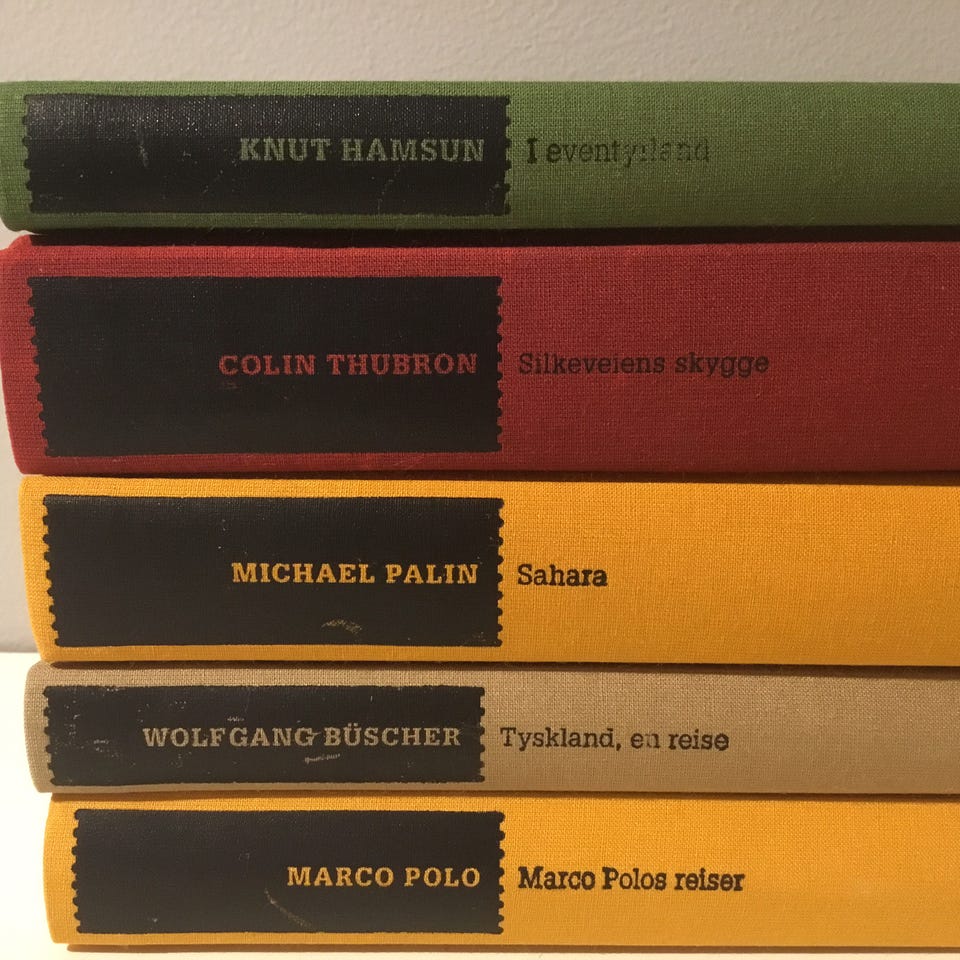 KNUT HAMSUN I eventyrland
COLIN THUBRON Silkeveiens skygge
MICHAEL PALIN Sahara
WOLFGANG BÜSCHER Tyskland, en reise
MARCO POLO Marco Polos reiser